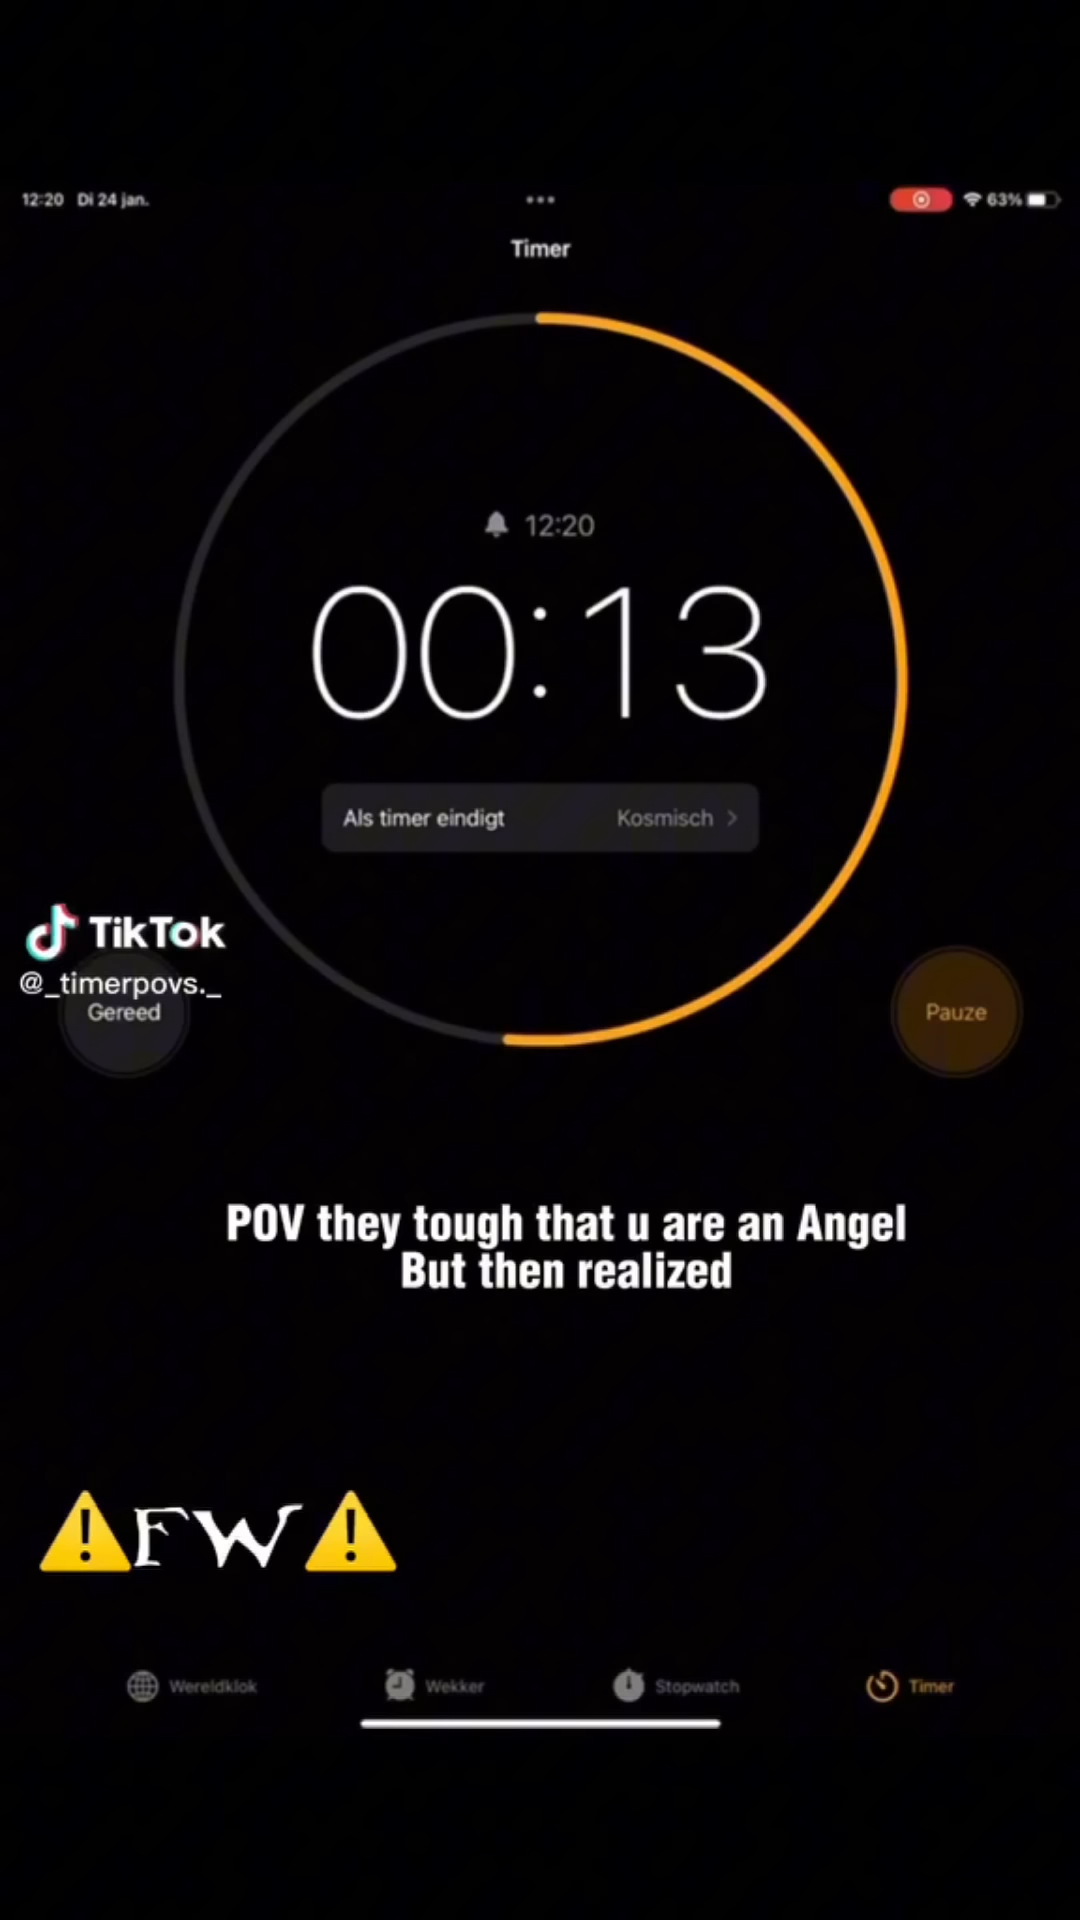 12:20 Di 24 jan.
63%
Timer
12:20
00:13
Als timer eindigt Kosmisch
TikTok
@_timerpovs._
Gereed
Pauze
POV they tough that u are an Angel
But then realized
FW
Wereldklok Wekker Stopwatch Timer